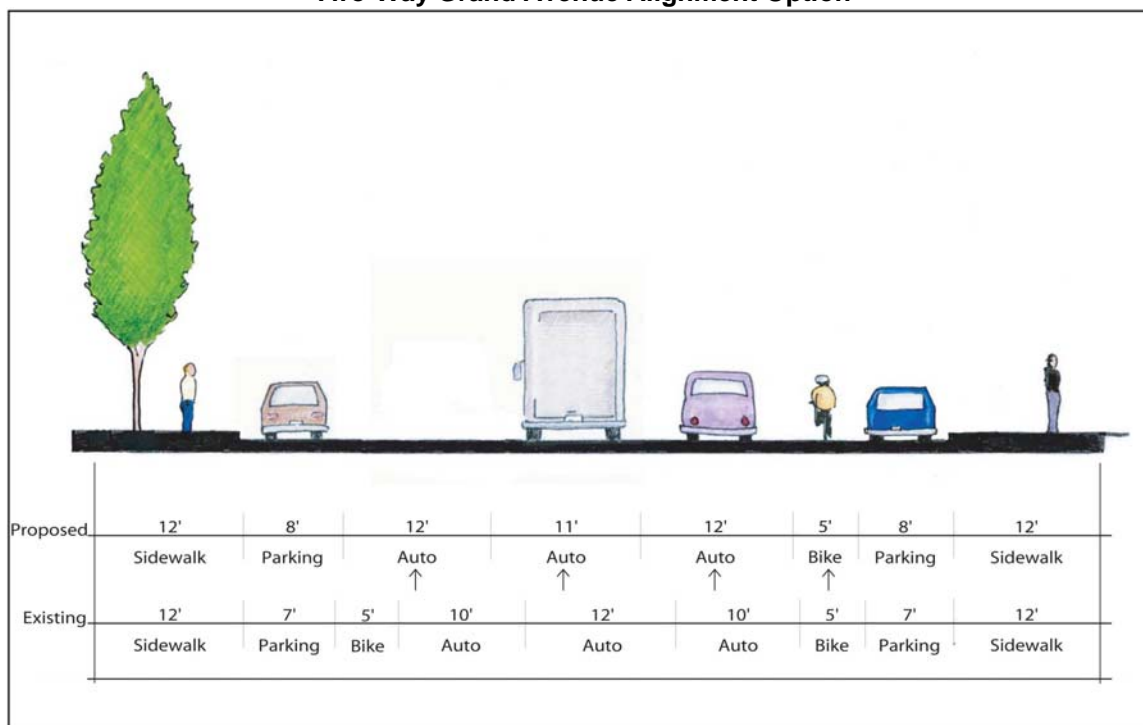 Way Grand Avenue Alignment Option
Proposed 12' 8' 12' 11' 12' 5' 8' 12'
Sidewalk Parking Auto Auto Auto Bike Parking Sidewalk
Existing 12' 7' 5' 10' 12' 10' 5' 7' 12'
Sidewalk Parking Bike Auto Auto Auto Bike Parking Sidewalk